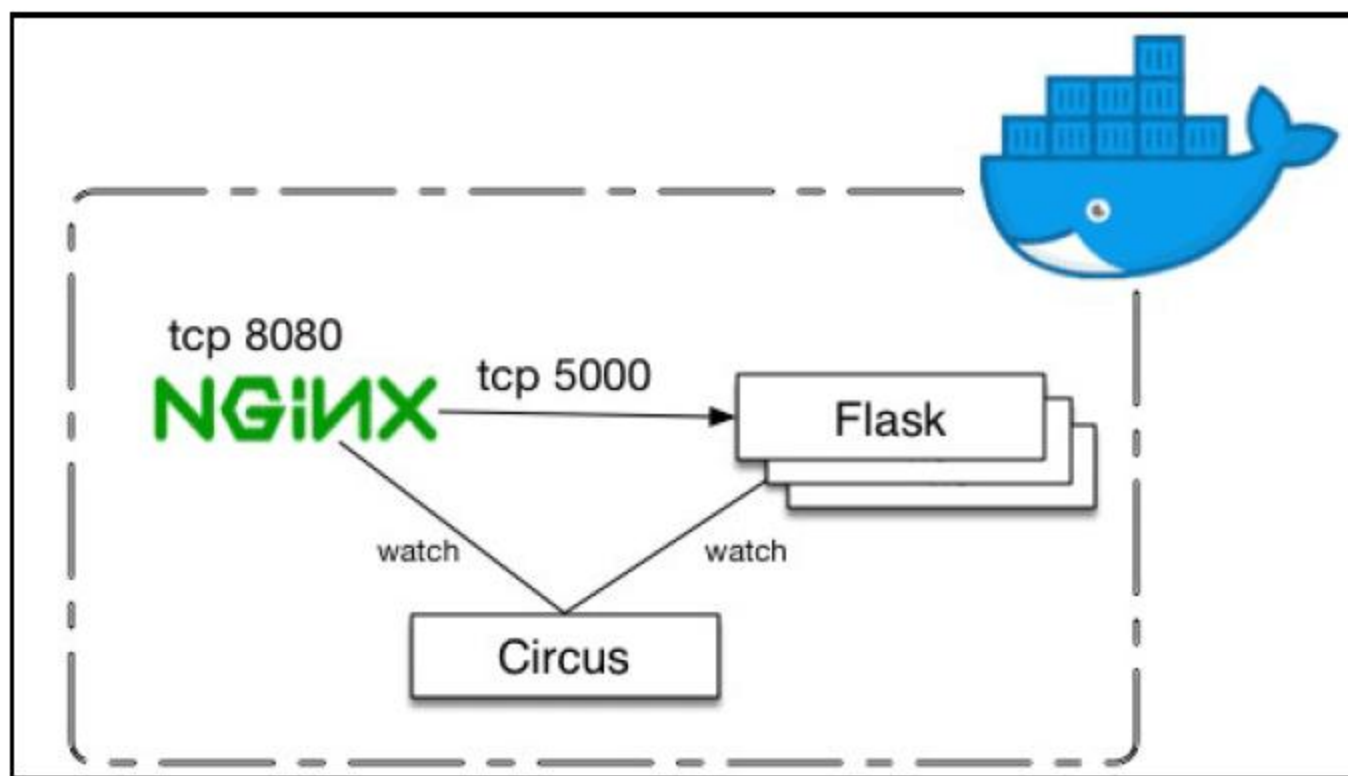 tcp 8080
NGiNX
tcp 5000
Flask
watch
watch
Circus